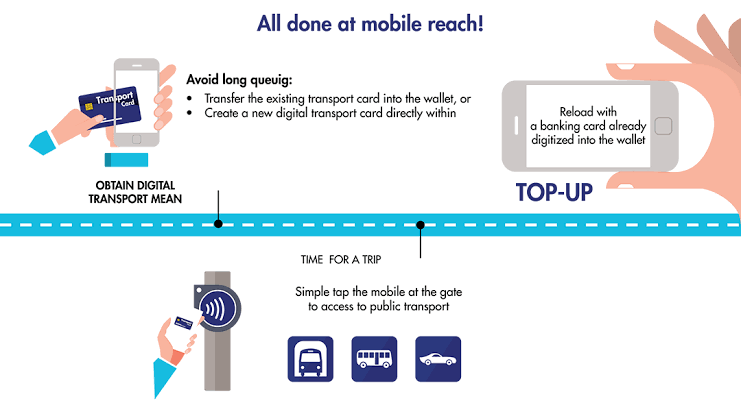 All done at mobile reach!
Transport
Card
Avoid long queuig:
• Transfer the existing transport card into the wallet, or
• Create a new digital transport card directly within
Reload with
a banking card already
digitized into the wallet
OBTAIN DIGITAL
TRANSPORT MEAN
TOP-UP
TIME FOR A TRIP
Simple tap the mobile at the gate
to access to public transport